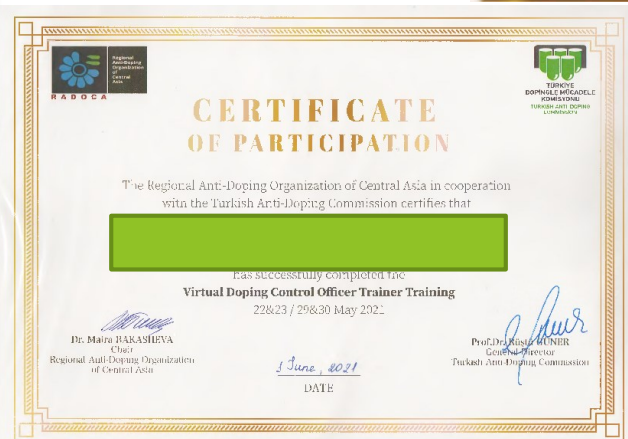 Regional
Anti-Doping
Organization
of
Central
Asia
RADOCA
TÜRKİYE
DOPİNGLE MÜCADELE
KOMİSYONU
TURKISH ANTI DOPING
COMMISSION
CERTIFICATE
OF PARTICIPATION
The Regional Anti-Doping Organization of Central Asia in cooperation
with the Turkish Anti-Doping Commission certifies that
has successfully completed the
Virtual Doping Control Officer Trainer Training
22&23 / 29&30 May 2021
Dr. Maira BAKASHEVA
Chair
Regional Anti-Doping Organization
of Central Asia
3 June, 2021
DATE
Prof.Dr. Rüştü GÜNER
General Director
Turkish Anti-Doping Commission